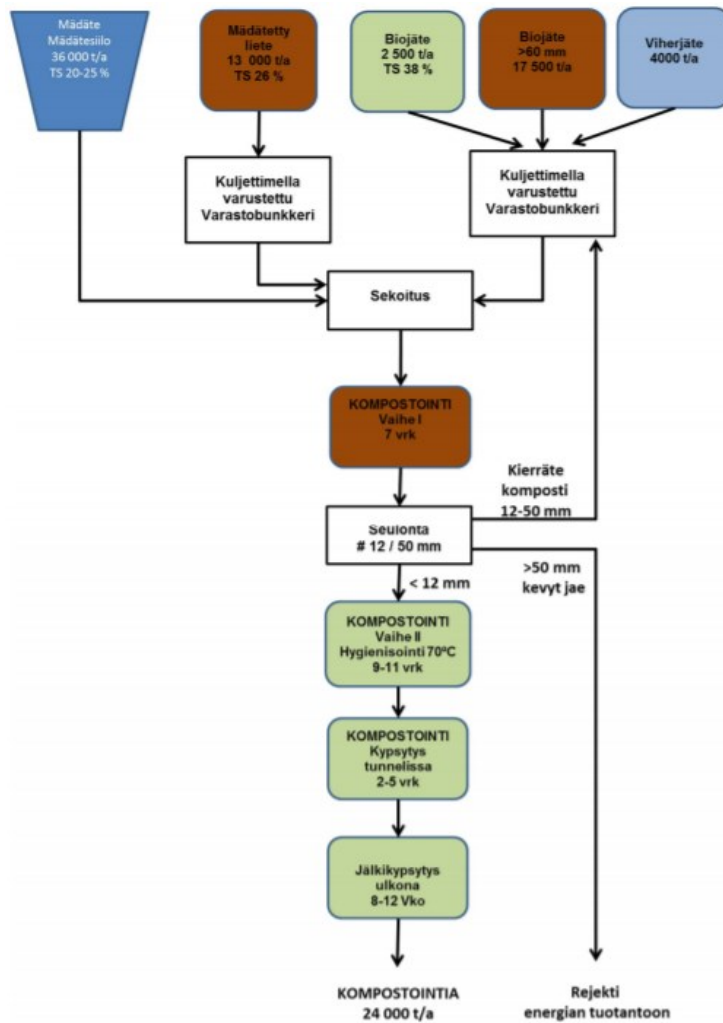 Mädäte
Mädätesiilo
36 000 t/a
TS 20-25 %
Mädätetty
liete
13 000 t/a
TS 26 %
Biojäte
2 500 t/a
TS 38 %
Biojäte
>60 mm
17 500 t/a
Viherjäte
4000 t/a
Kuljettimella
varustettu
Varastobunkkeri
Kuljettimella
varustettu
Varastobunkkeri
Sekoitus
KOMPOSTOINTI
Vaihe I
7 vrk
Kierräte
komposti
12-50 mm
Seulonta
# 12 / 50 mm
< 12 mm
>50 mm
kevyt jae
KOMPOSTOINTI
Vaihe II
Hygienisointi 70ºC
9-11 vrk
KOMPOSTOINTI
Kypsytys
tunnelissa
2-5 vrk
Jälkikypsytys
ulkona
8-12 Vko
KOMPOSTOINTIA
24 000 t/a
Rejekti
energian tuotantoon